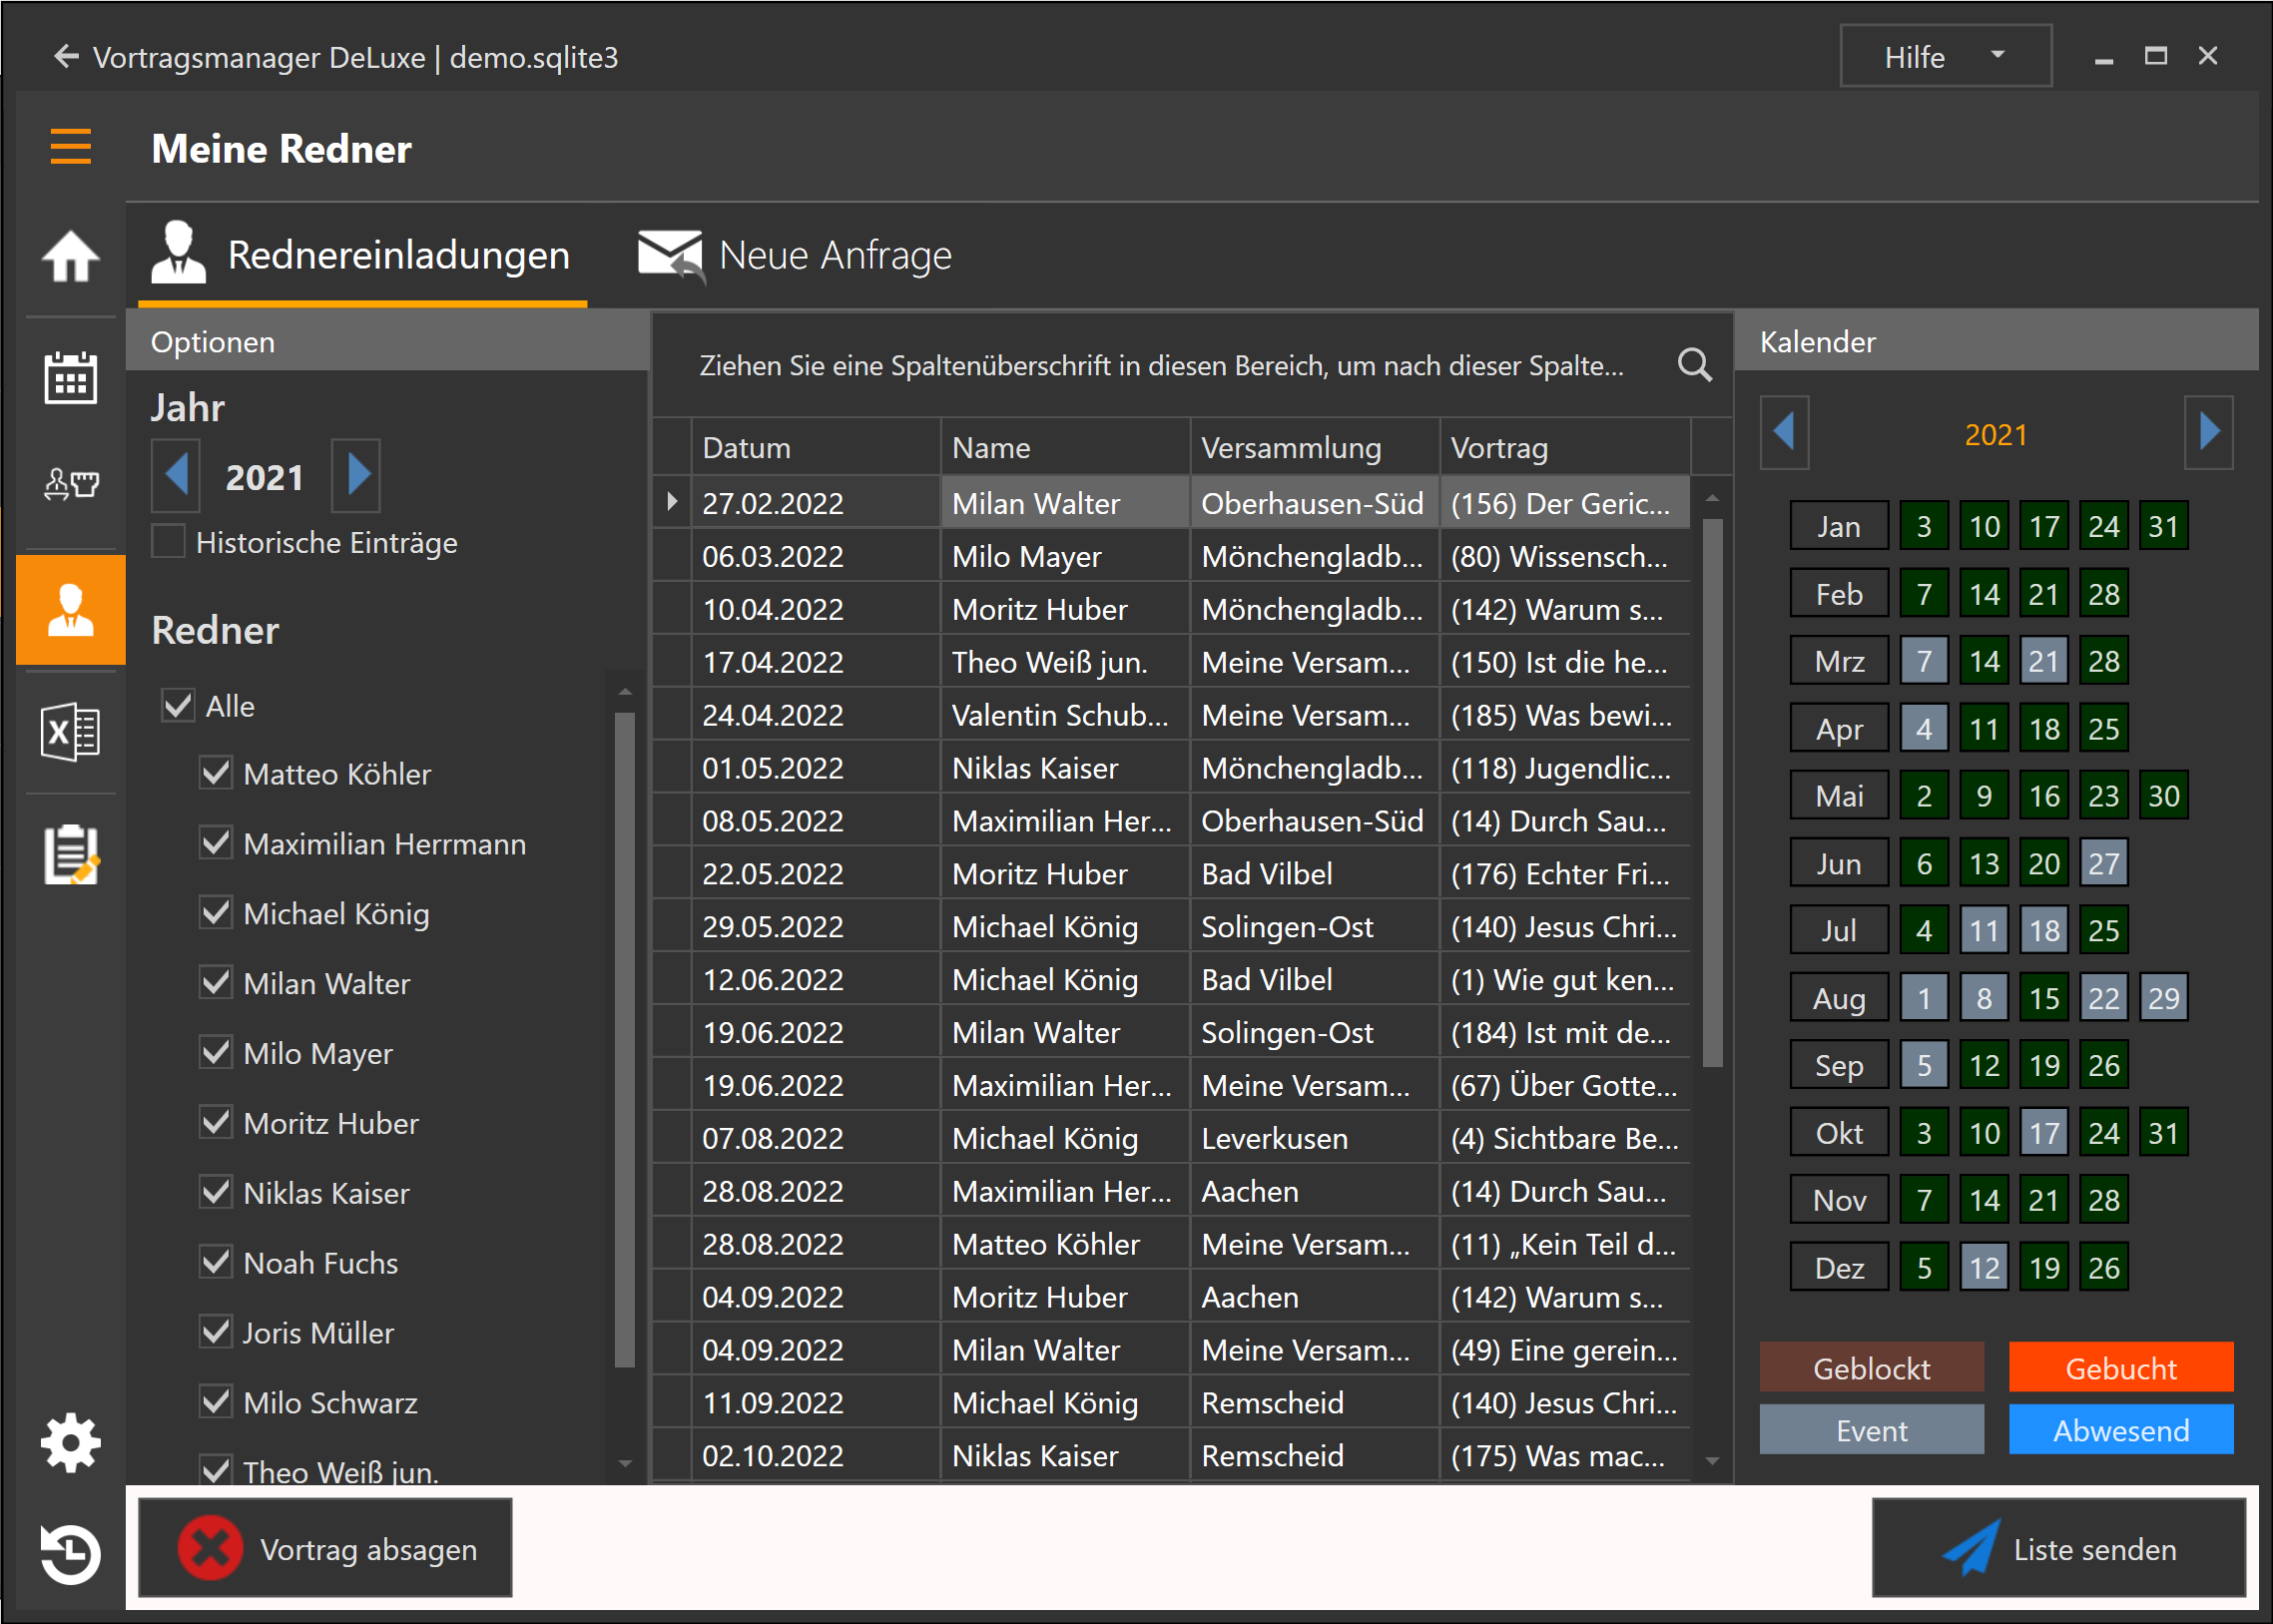 Vortragsmanager DeLuxe | demo.sqlite3
Hilfe
Meine Redner
Rednereinladungen
Neue Anfrage
Optionen
Jahr
2021
Historische Einträge
Redner
Alle
Matteo Köhler
Maximilian Herrmann
Michael König
Milan Walter
Milo Mayer
Moritz Huber
Niklas Kaiser
Noah Fuchs
Joris Müller
Milo Schwarz
Theo Weiß jun.
Ziehen Sie eine Spaltenüberschrift in diesen Bereich, um nach dieser Spalte...
Datum Name Versammlung Vortrag
27.02.2022 Milan Walter Oberhausen-Süd (156) Der Geric...
06.03.2022 Milo Mayer Mönchengladb... (80) Wissensch...
10.04.2022 Moritz Huber Mönchengladb... (142) Warum s...
17.04.2022 Theo Weiß jun. Meine Versam... (150) Ist die he...
24.04.2022 Valentin Schub... Meine Versam... (185) Was bewi...
01.05.2022 Niklas Kaiser Mönchengladb... (118) Jugendlic...
08.05.2022 Maximilian Her... Oberhausen-Süd (14) Durch Sau...
22.05.2022 Moritz Huber Bad Vilbel (176) Echter Fri...
29.05.2022 Michael König Solingen-Ost (140) Jesus Chri...
12.06.2022 Michael König Bad Vilbel (1) Wie gut ken...
19.06.2022 Milan Walter Solingen-Ost (184) Ist mit de...
19.06.2022 Maximilian Her... Meine Versam... (67) Über Gotte...
07.08.2022 Michael König Leverkusen (4) Sichtbare Be...
28.08.2022 Maximilian Her... Aachen (14) Durch Sau...
28.08.2022 Matteo Köhler Meine Versam... (11) „Kein Teil d...
04.09.2022 Moritz Huber Aachen (142) Warum s...
04.09.2022 Milan Walter Meine Versam... (49) Eine gerein...
11.09.2022 Michael König Remscheid (140) Jesus Chri...
02.10.2022 Niklas Kaiser Remscheid (175) Was mac...
Kalender
2021
Jan 3 10 17 24 31
Feb 7 14 21 28
Mrz 7 14 21 28
Apr 4 11 18 25
Mai 2 9 16 23 30
Jun 6 13 20 27
Jul 4 11 18 25
Aug 1 8 15 22 29
Sep 5 12 19 26
Okt 3 10 17 24 31
Nov 7 14 21 28
Dez 5 12 19 26
Geblockt Gebucht
Event Abwesend
Vortrag absagen
Liste senden